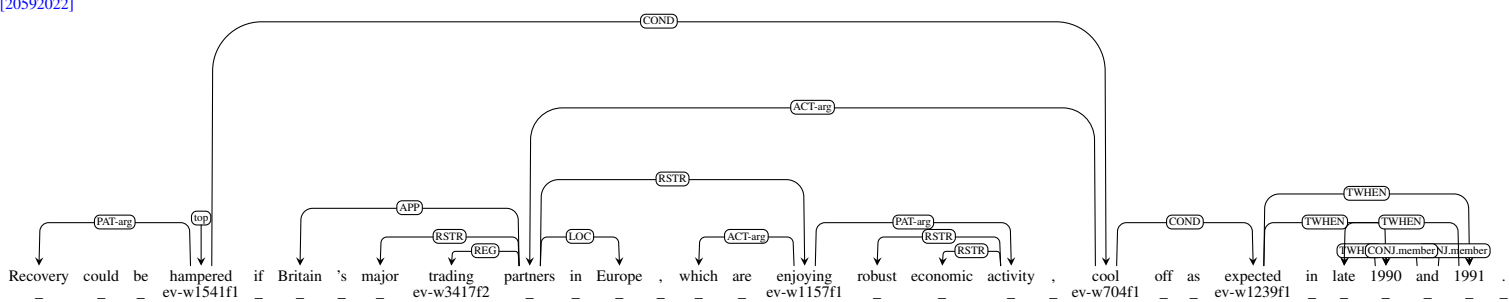 [20592022]
COND
ACT-arg
RSTR
TWHEN
APP
PAT-arg
top
PAT-arg
COND
TWHEN
TWHEN
RSTR
LOC
ACT-arg
RSTR
REG
RSTR
CONJ.member
Recovery could be hampered if Britain 's major trading partners in Europe , which are enjoying robust economic activity , cool off as expected in late 1990 and 1991 .
_ _ _ ev-w1541f1 _ _ _ _ ev-w3417f2 _ _ _ _ _ _ ev-w1157f1 _ _ _ _ ev-w704f1 _ _ ev-w1239f1 _ _ _ _ _ _